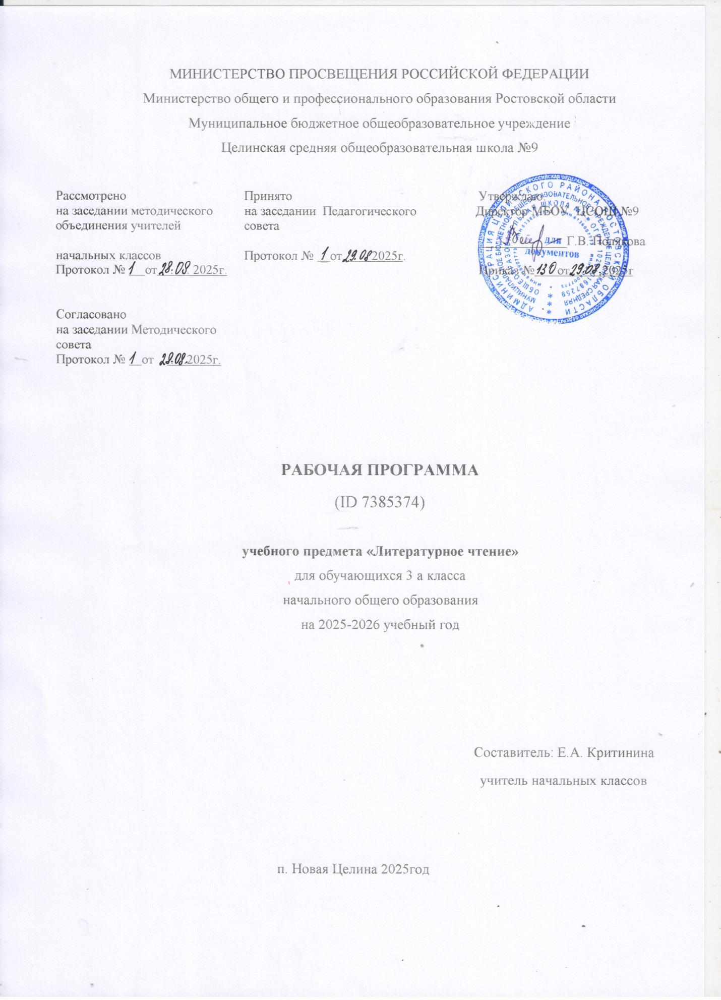 МИНИСТЕРСТВО ПРОСВЕЩЕНИЯ РОССИЙСКОЙ ФЕДЕРАЦИИ
Министерство общего и профессионального образования Ростовской области
Муниципальное бюджетное общеобразовательное учреждение
Целинская средняя общеобразовательная школа №9
Рассмотрено
на заседании методического
объединения учителей
начальных классов
Протокол № 1 от 28.08. 2025г.
Принято
на заседании Педагогического
совета
Протокол № 1 от 29.08 2025г.
Утверждаю
Директор МБОУ ЦСОШ №9
Г.В. Полякова
Приказ № 130 от 29.08. 2025г
для
документов
Согласовано
на заседании Методического
совета
Протокол № 1 от 28.08. 2025г.
РАБОЧАЯ ПРОГРАММА
(ID 7385374)
учебного предмета «Литературное чтение»
для обучающихся 3 а класса
начального общего образования
на 2025-2026 учебный год
Составитель: Е.А. Критинина
учитель начальных классов
п. Новая Целина 2025год